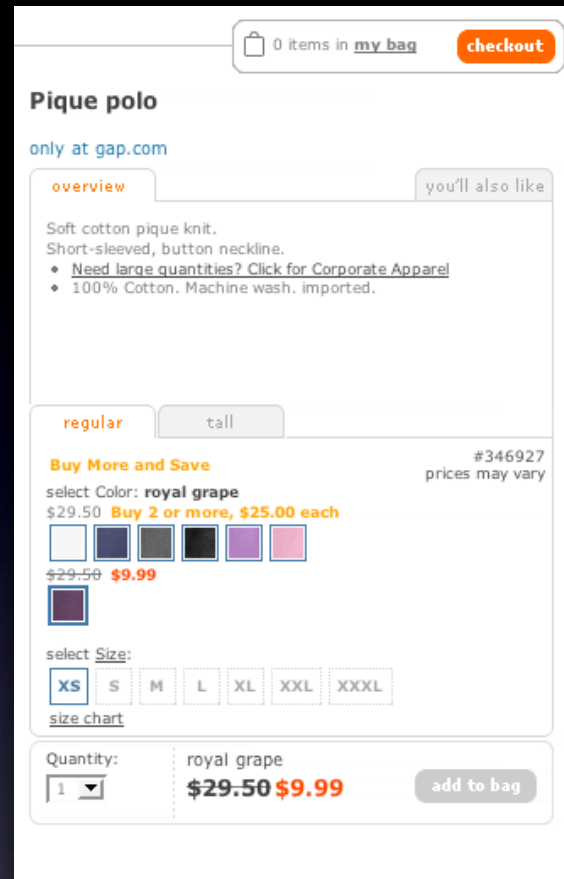 0 items in my bag
checkout
Pique polo
only at gap.com
overview
you'll also like
Soft cotton pique knit.
Short-sleeved, button neckline.
• Need large quantities? Click for Corporate Apparel
• 100% Cotton. Machine wash. imported.
regular
tall
#346927
prices may vary
Buy More and Save
select Color: royal grape
$29.50 Buy 2 or more, $25.00 each
$29.50 $9.99
select Size:
XS S M L XL XXL XXXL
size chart
Quantity:
1
royal grape
$29.50 $9.99
add to bag